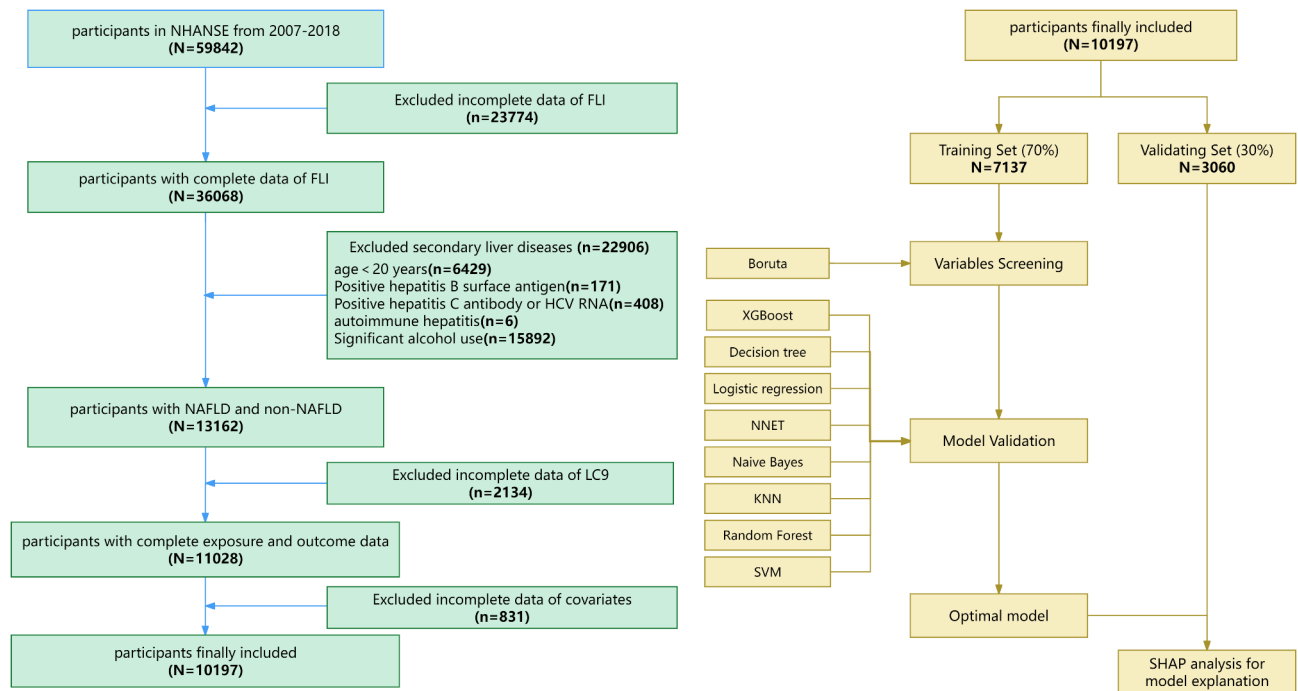 participants in NHANSE from 2007-2018
(N=59842)
Excluded incomplete data of FLI
(n=23774)
participants with complete data of FLI
(N=36068)
Excluded secondary liver diseases (n=22906)
age < 20 years(n=6429)
Positive hepatitis B surface antigen(n=171)
Positive hepatitis C antibody or HCV RNA(n=408)
autoimmune hepatitis(n=6)
Significant alcohol use(n=15892)
participants with NAFLD and non-NAFLD
(N=13162)
Excluded incomplete data of LC9
(n=2134)
participants with complete exposure and outcome data
(N=11028)
Excluded incomplete data of covariates
(n=831)
participants finally included
(N=10197)
participants finally included
(N=10197)
Training Set (70%)
N=7137
Validating Set (30%)
N=3060
Boruta
Variables Screening
XGBoost
Decision tree
Logistic regression
NNET
Naive Bayes
KNN
Random Forest
SVM
Model Validation
Optimal model
SHAP analysis for
model explanation